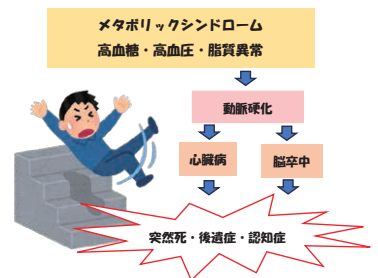 メタボリックシンドローム
高血糖・高血圧・脂質異常
動脈硬化
心臓病
脳卒中
突然死・後遺症・認知症